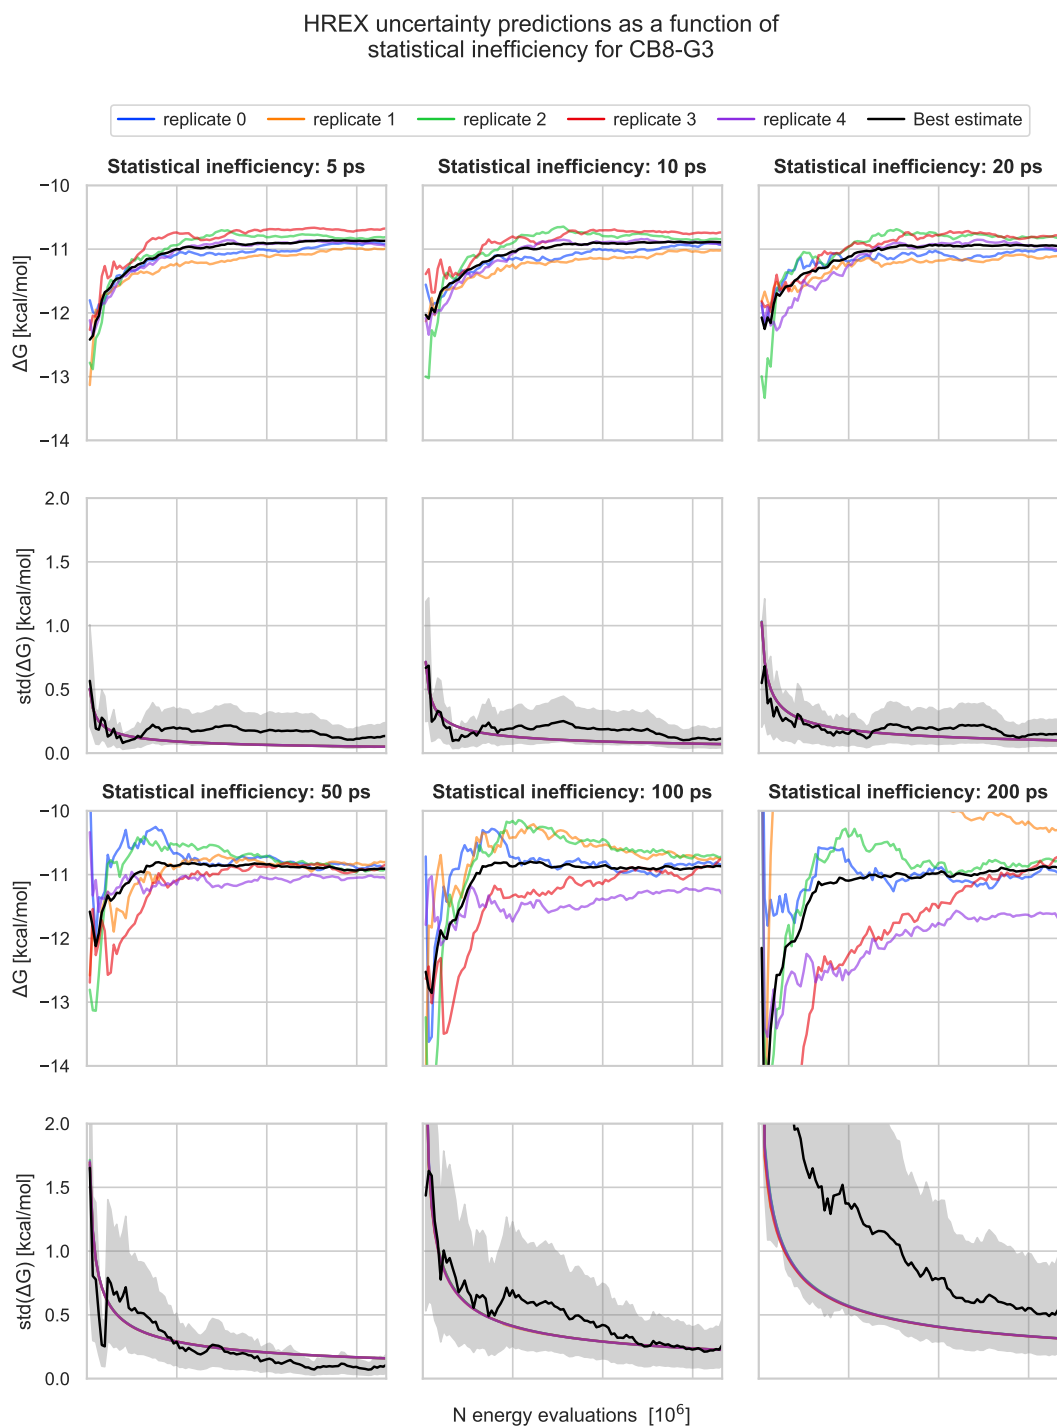 HREX uncertainty predictions as a function of
statistical inefficiency for CB8-G3
replicate 0 replicate 1 replicate 2 replicate 3 replicate 4 Best estimate
Statistical inefficiency: 5 ps Statistical inefficiency: 10 ps Statistical inefficiency: 20 ps
−10
−11
−12
−13
−14
ΔG [kcal/mol]
2.0
1.5
1.0
0.5
0.0
std(ΔG) [kcal/mol]
Statistical inefficiency: 50 ps Statistical inefficiency: 100 ps Statistical inefficiency: 200 ps
−10
−11
−12
−13
−14
ΔG [kcal/mol]
2.0
1.5
1.0
0.5
0.0
std(ΔG) [kcal/mol]
N energy evaluations [10⁶]